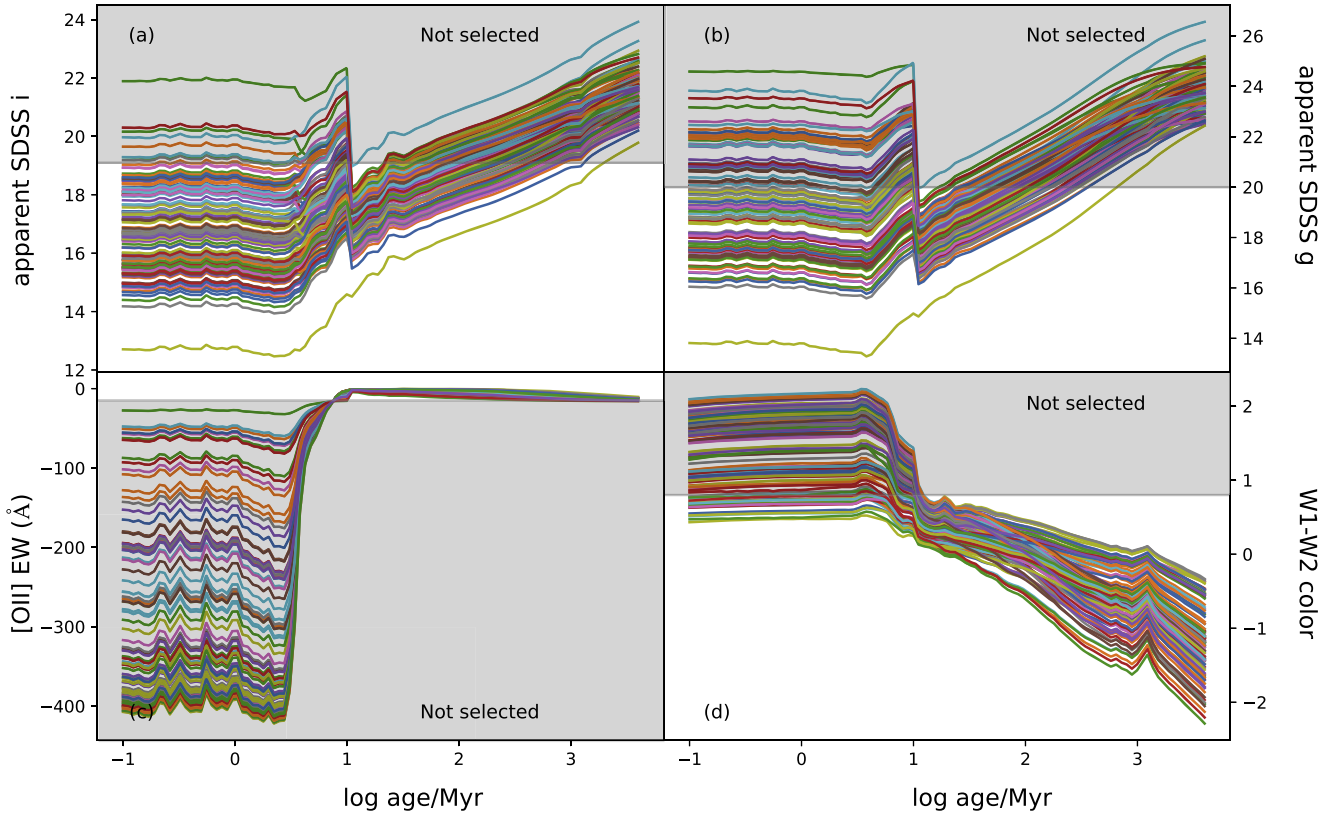 (a)
Not selected
(b)
Not selected
24
22
20
18
16
14
12
apparent SDSS i
26
24
22
20
18
16
14
apparent SDSS g
0
−100
−200
−300
−400
[OII] EW (Å)
(c)
Not selected
Not selected
(d)
2
1
0
−1
−2
W1-W2 color
−1 0 1 2 3
−1 0 1 2 3
log age/Myr
log age/Myr